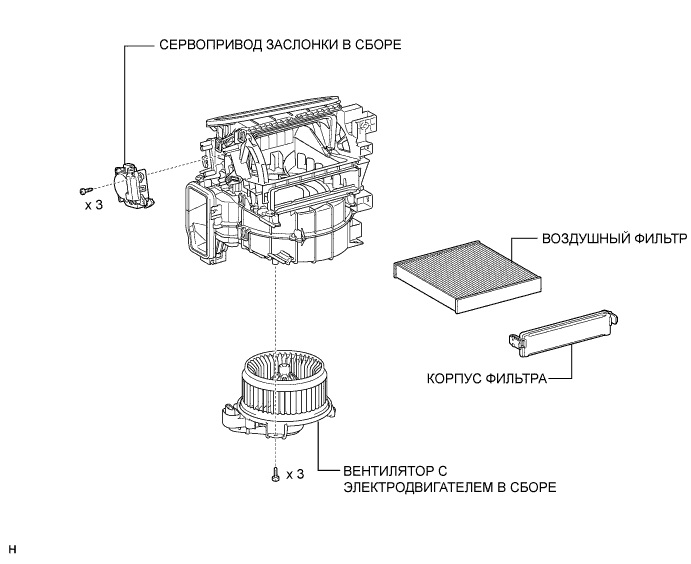 СЕРВОПРИВОД ЗАСЛОНКИ В СБОРЕ
x 3
ВОЗДУШНЫЙ ФИЛЬТР
КОРПУС ФИЛЬТРА
x 3
ВЕНТИЛЯТОР С
ЭЛЕКТРОДВИГАТЕЛЕМ В СБОРЕ
H